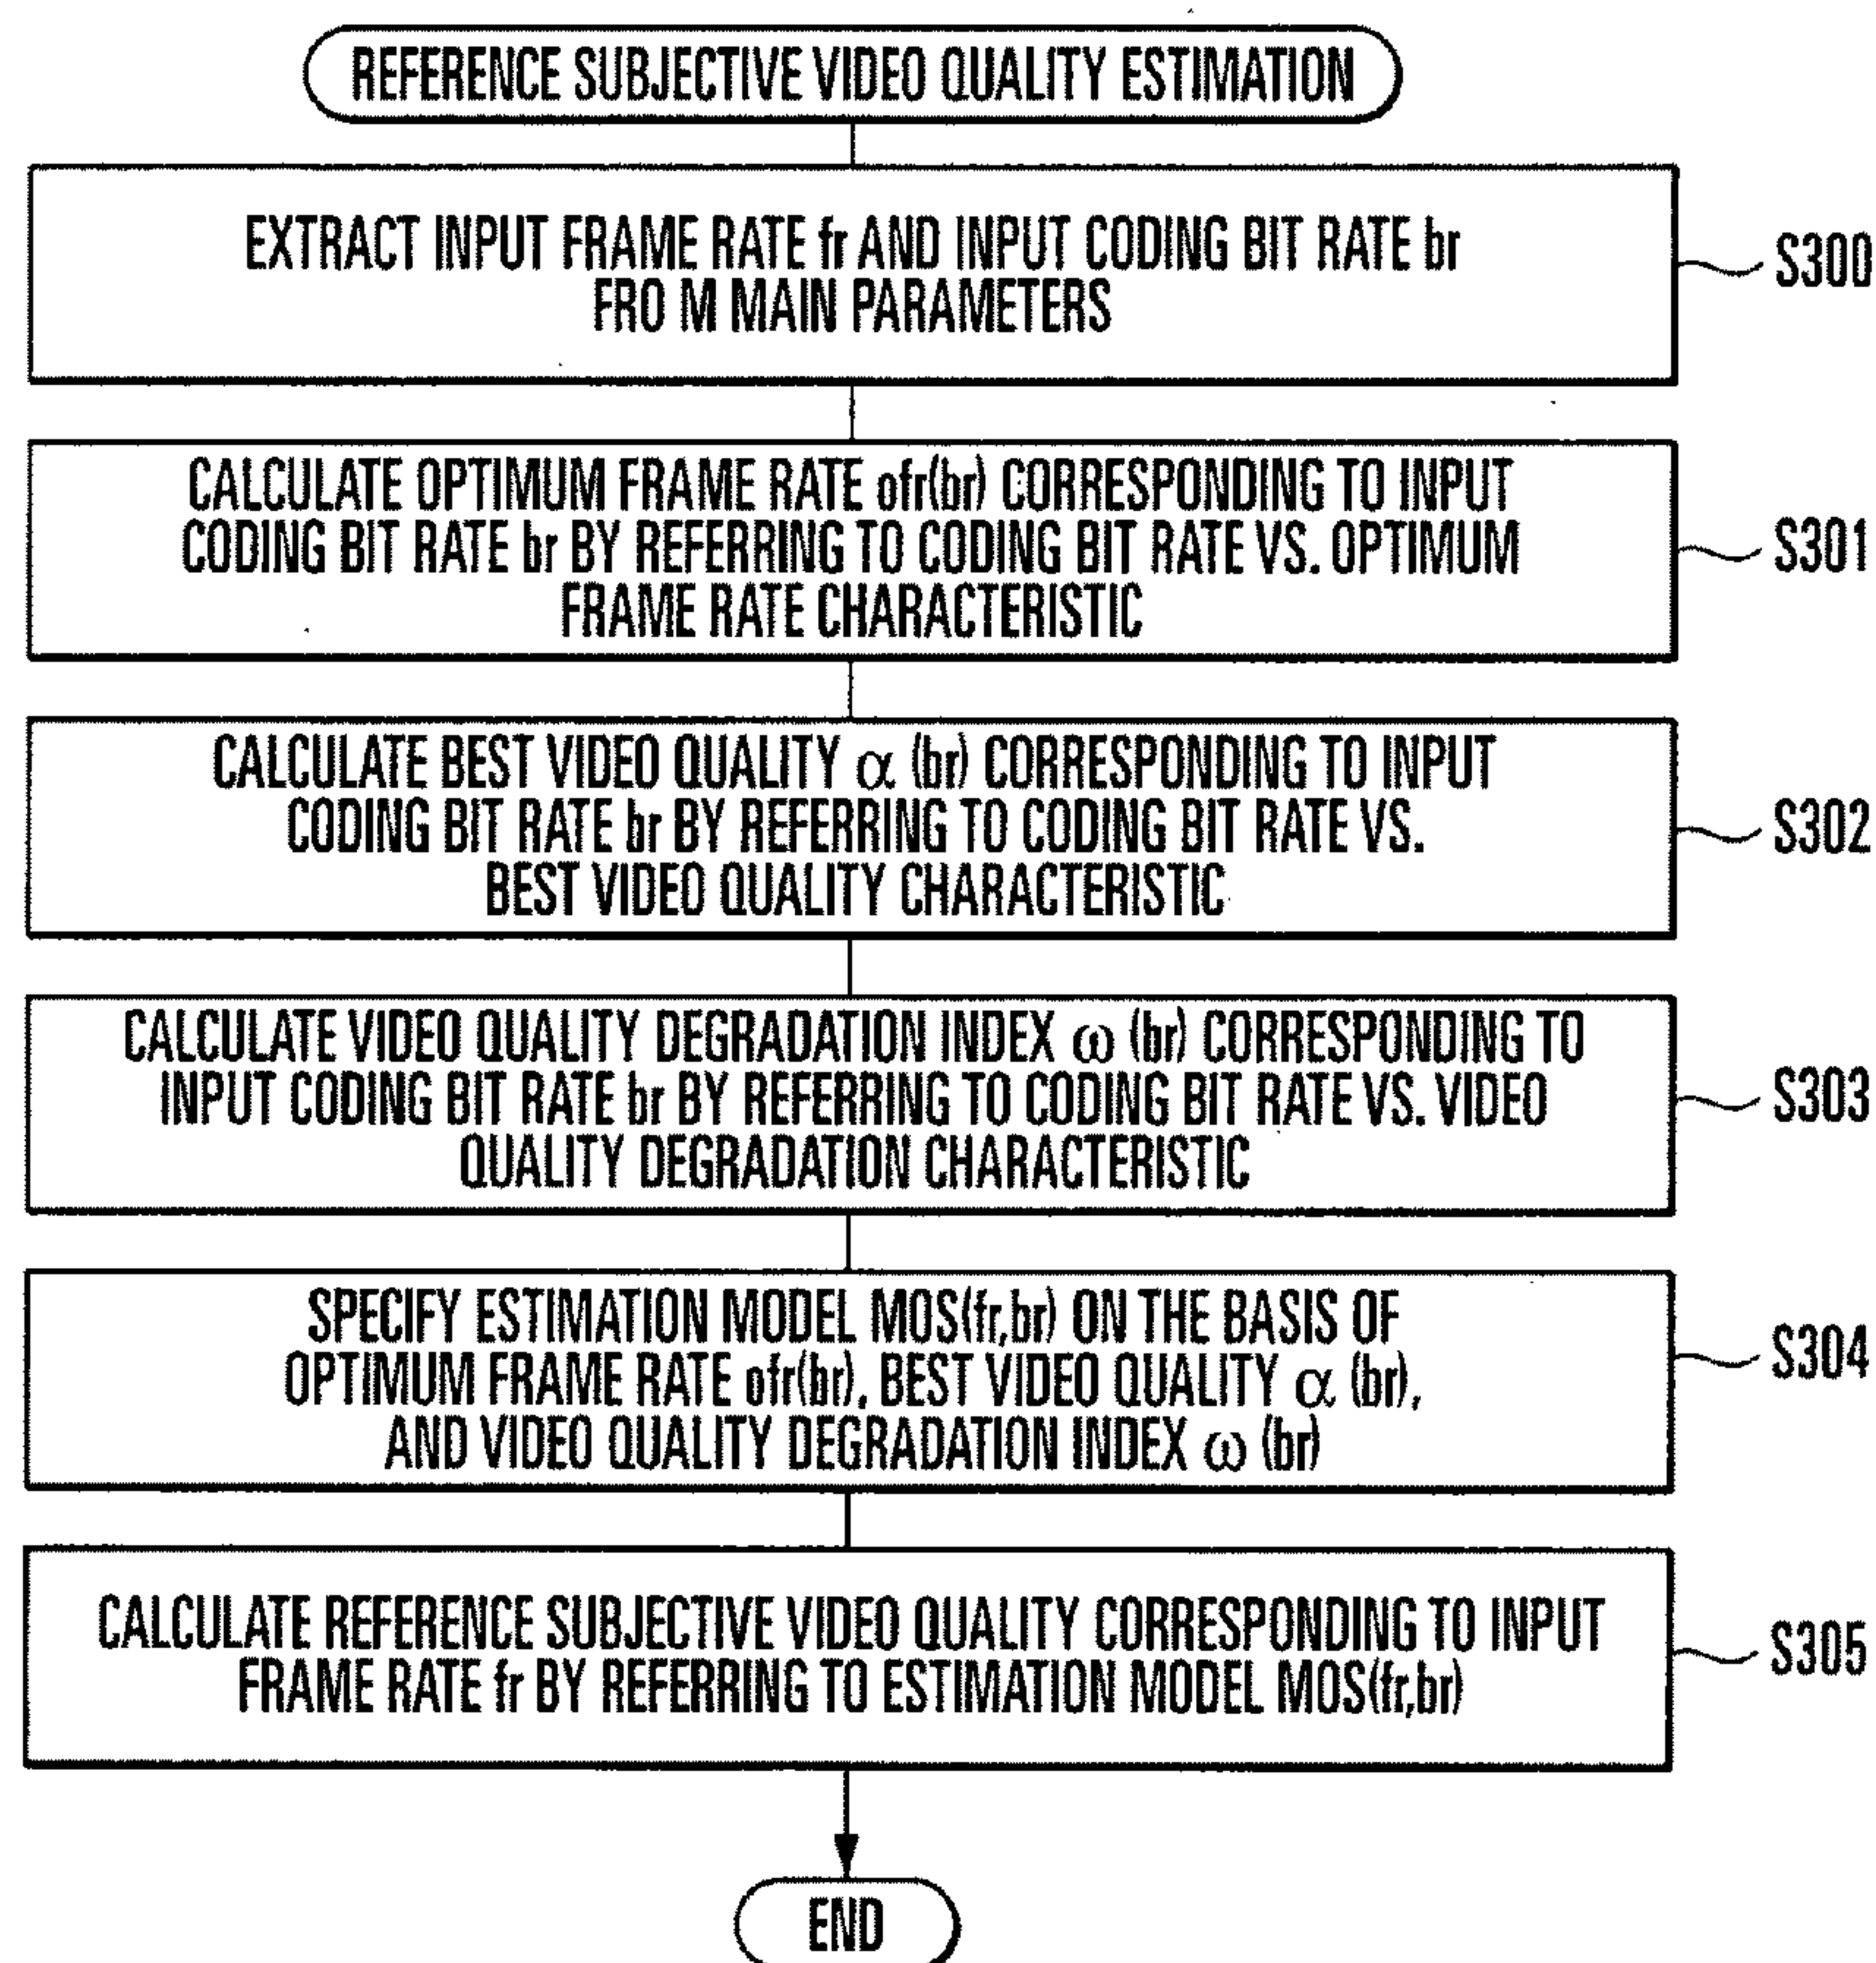 REFERENCE SUBJECTIVE VIDEO QUALITY ESTIMATION
EXTRACT INPUT FRAME RATE fr AND INPUT CODING BIT RATE br
FRO M MAIN PARAMETERS
S300
CALCULATE OPTIMUM FRAME RATE ofr(br) CORRESPONDING TO INPUT
CODING BIT RATE br BY REFERRING TO CODING BIT RATE VS. OPTIMUM
FRAME RATE CHARACTERISTIC
S301
CALCULATE BEST VIDEO QUALITY α (br) CORRESPONDING TO INPUT
CODING BIT RATE br BY REFERRING TO CODING BIT RATE VS.
BEST VIDEO QUALITY CHARACTERISTIC
S302
CALCULATE VIDEO QUALITY DEGRADATION INDEX ω (br) CORRESPONDING TO
INPUT CODING BIT RATE br BY REFERRING TO CODING BIT RATE VS. VIDEO
QUALITY DEGRADATION CHARACTERISTIC
S303
SPECIFY ESTIMATION MODEL MOS(fr,br) ON THE BASIS OF
OPTIMUM FRAME RATE ofr(br), BEST VIDEO QUALITY α (br),
AND VIDEO QUALITY DEGRADATION INDEX ω (br)
S304
CALCULATE REFERENCE SUBJECTIVE VIDEO QUALITY CORRESPONDING TO INPUT
FRAME RATE fr BY REFERRING TO ESTIMATION MODEL MOS(fr,br)
S305
END